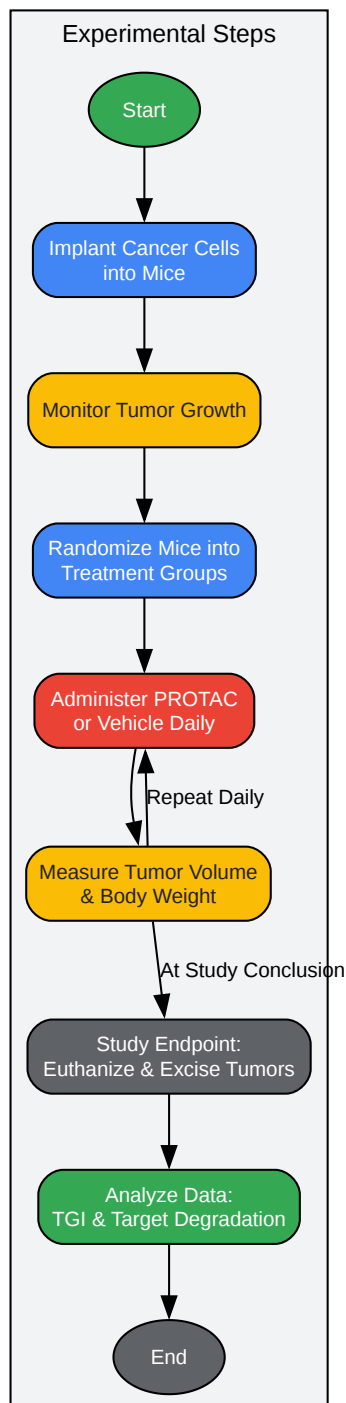 Experimental Steps
Start
Implant Cancer Cells
into Mice
Monitor Tumor Growth
Randomize Mice into
Treatment Groups
Administer PROTAC
or Vehicle Daily
Repeat Daily
Measure Tumor Volume
& Body Weight
At Study Conclusion
Study Endpoint:
Euthanize & Excise Tumors
Analyze Data:
TGI & Target Degradation
End